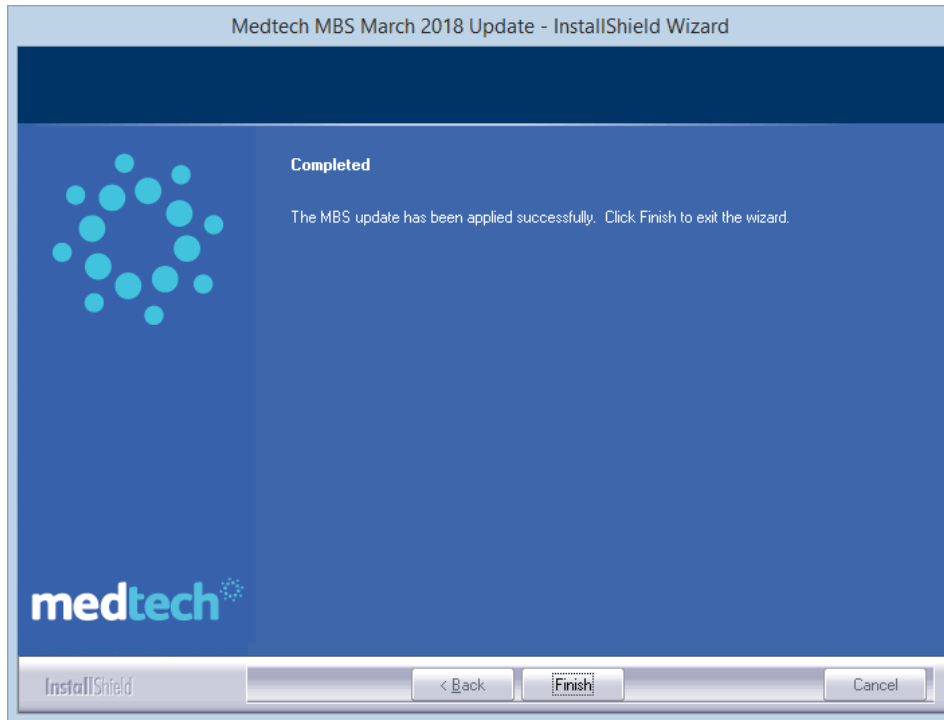 Medtech MBS March 2018 Update - InstallShield Wizard
Completed
The MBS update has been applied successfully. Click Finish to exit the wizard.
medtech
InstallShield
< Back
Finish
Cancel